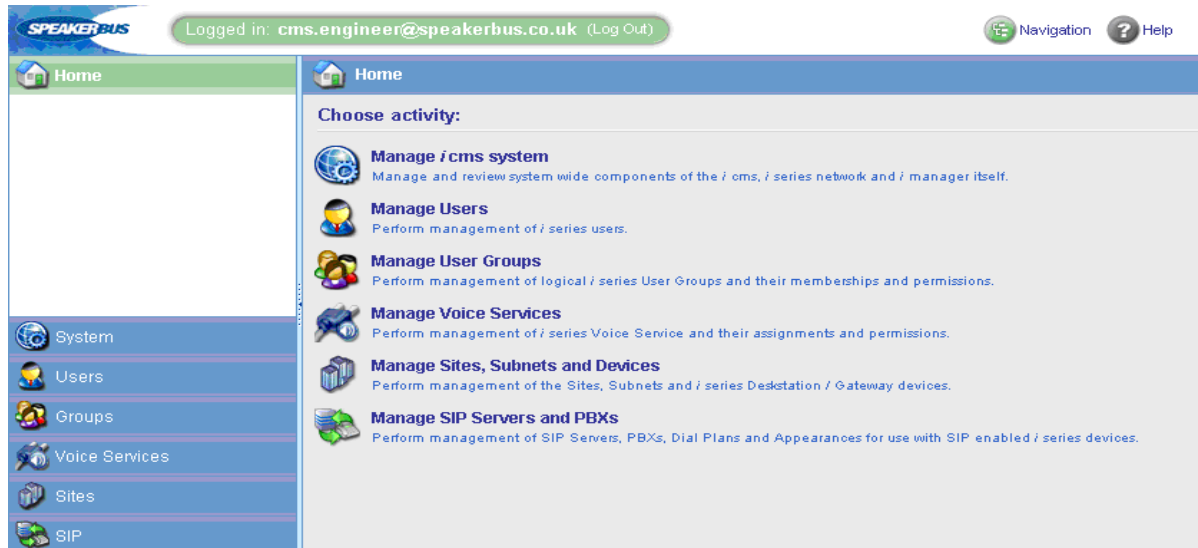 SPEAKERBUS
Logged in: cms.engineer@speakerbus.co.uk (Log Out)
Navigation
? Help
Home
Home
Choose activity:
Manage i cms system
Manage and review system wide components of the i cms, i series network and i manager itself.
Manage Users
Perform management of i series users.
Manage User Groups
Perform management of logical i series User Groups and their memberships and permissions.
Manage Voice Services
Perform management of i series Voice Service and their assignments and permissions.
Manage Sites, Subnets and Devices
Perform management of the Sites, Subnets and i series Deskstation / Gateway devices.
Manage SIP Servers and PBXs
Perform management of SIP Servers, PBXs, Dial Plans and Appearances for use with SIP enabled i series devices.
System
Users
Groups
Voice Services
Sites
SIP